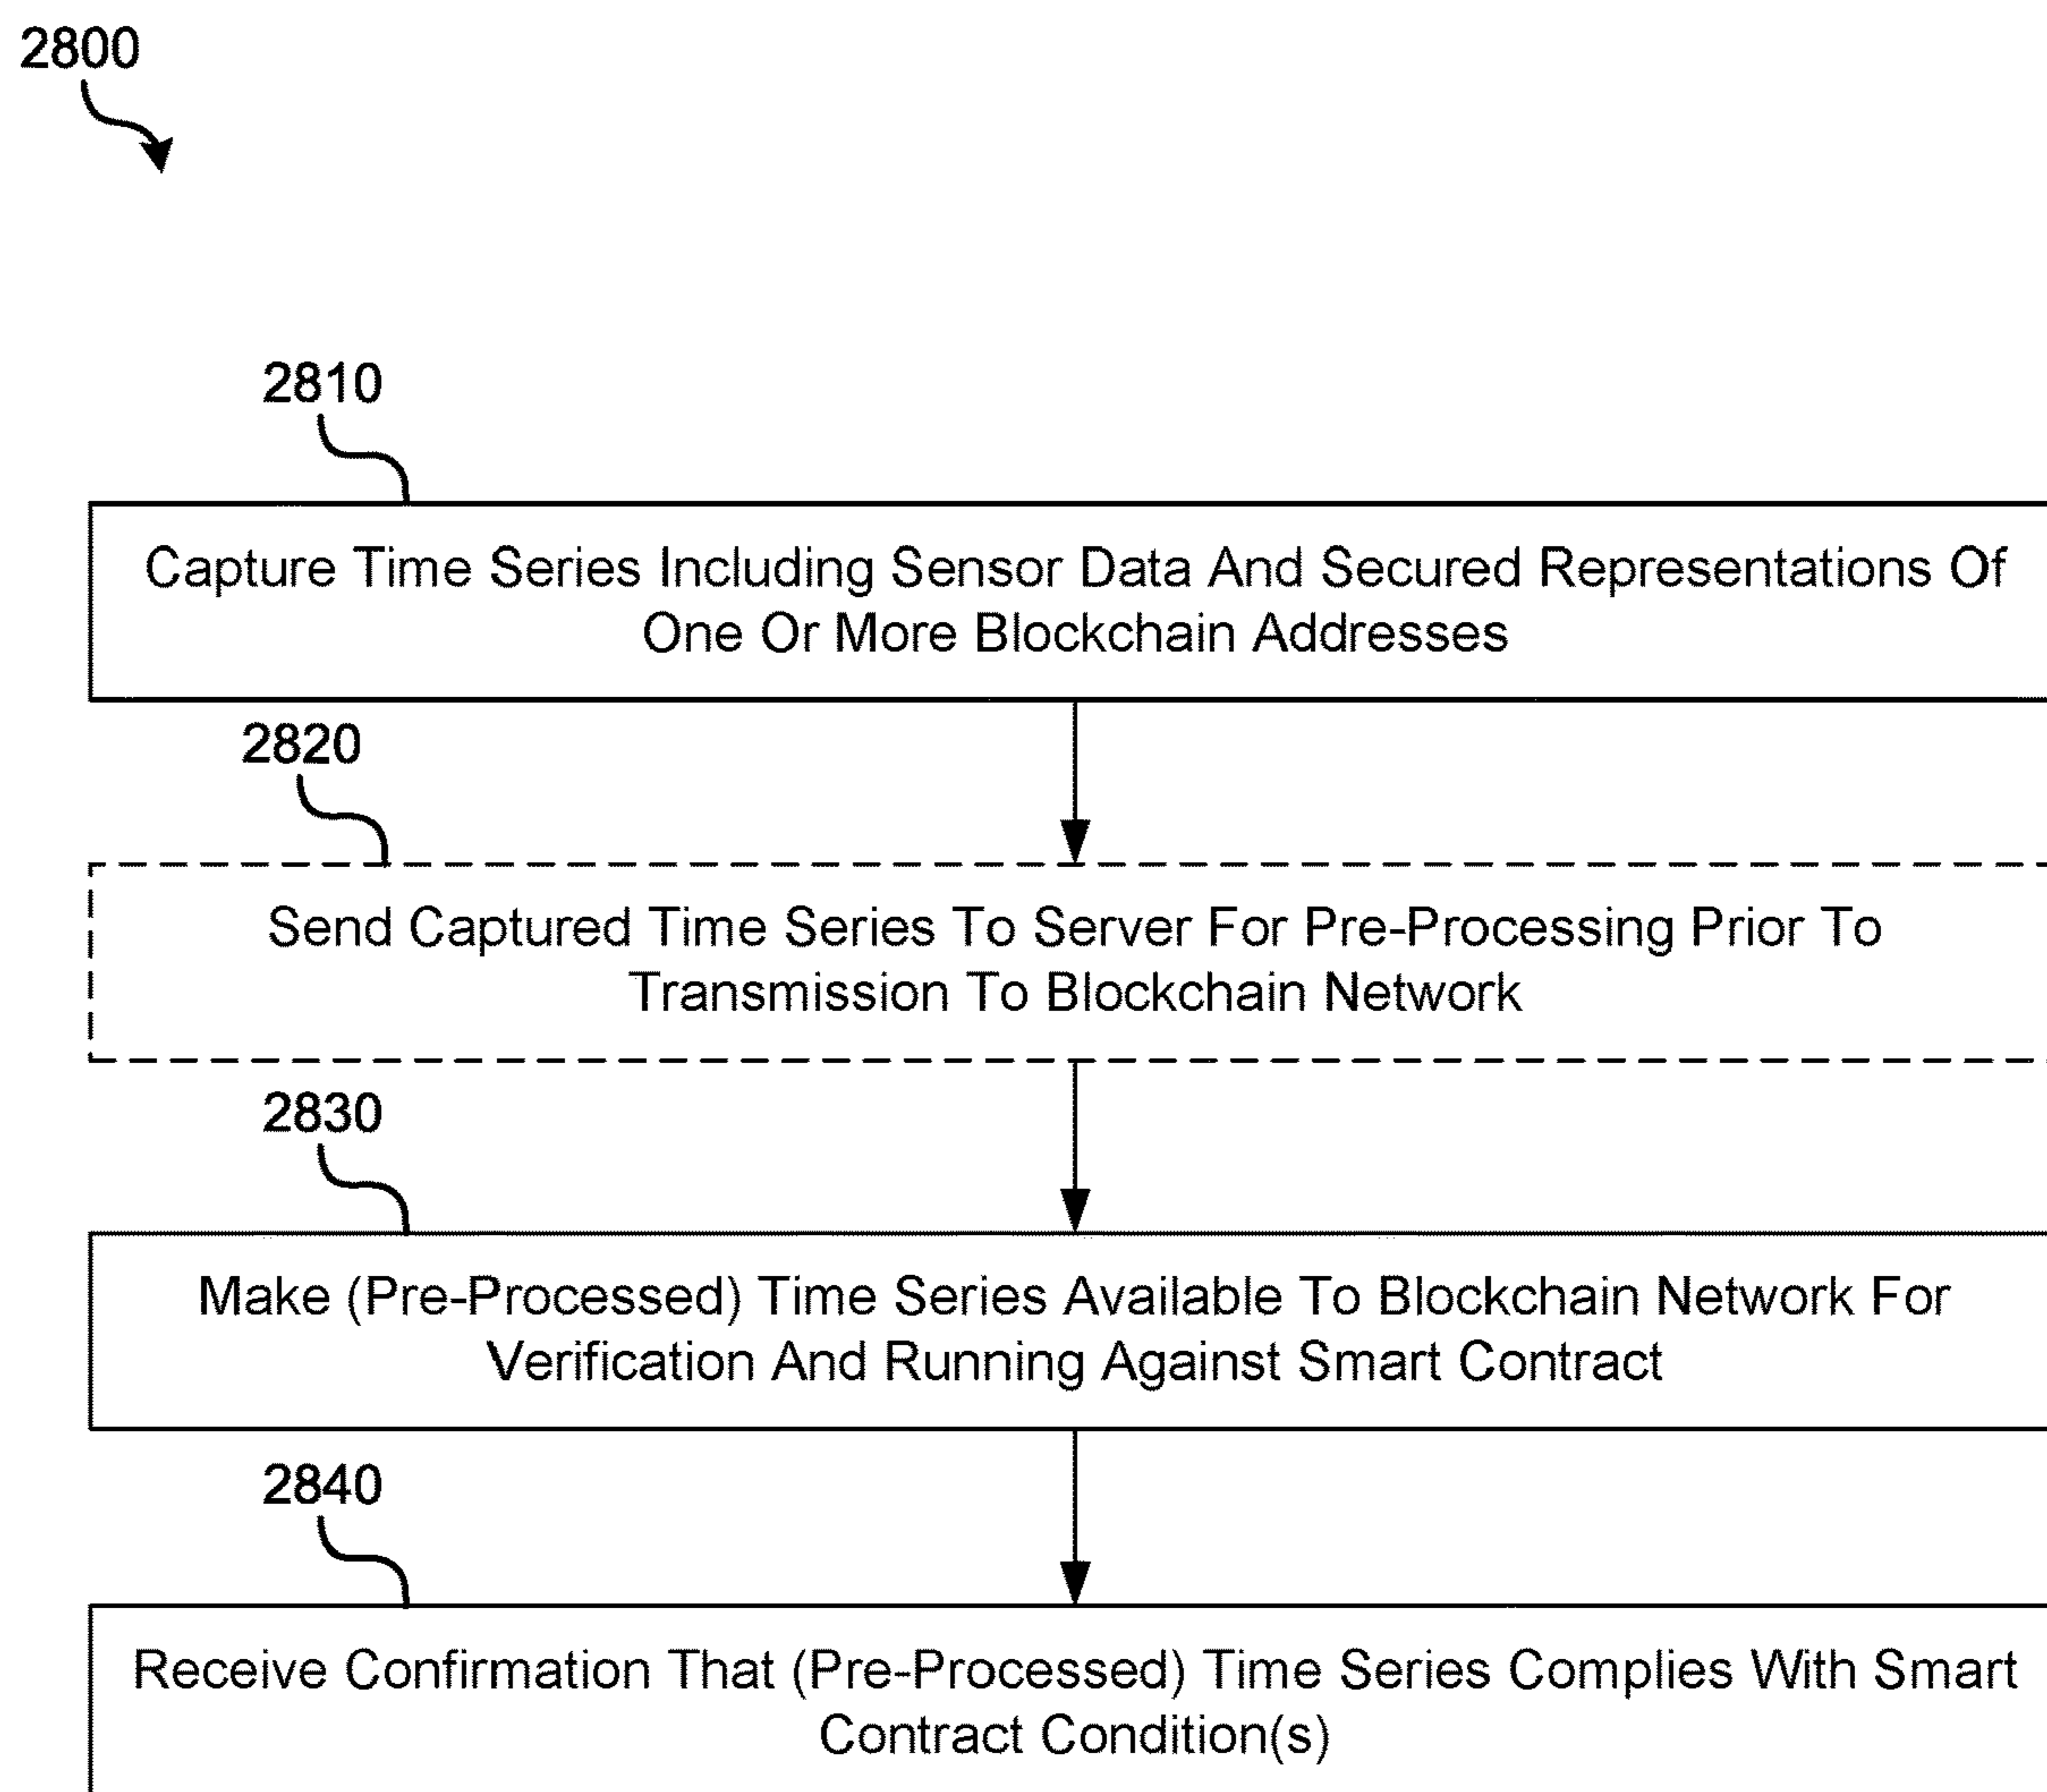 2800
2810
Capture Time Series Including Sensor Data And Secured Representations Of
One Or More Blockchain Addresses
2820
Send Captured Time Series To Server For Pre-Processing Prior To
Transmission To Blockchain Network
2830
Make (Pre-Processed) Time Series Available To Blockchain Network For
Verification And Running Against Smart Contract
2840
Receive Confirmation That (Pre-Processed) Time Series Complies With Smart
Contract Condition(s)